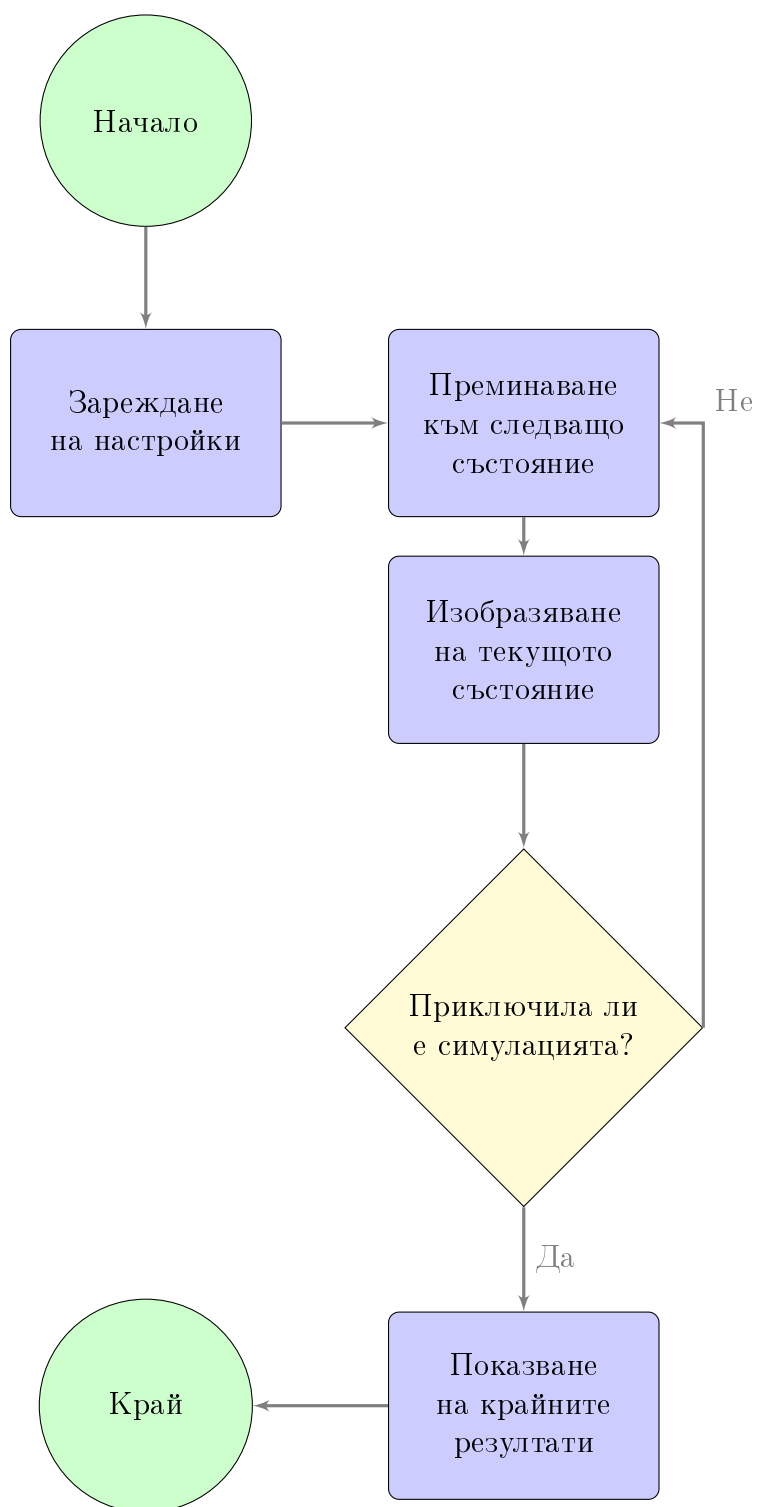 Начало
Зареждане
на настройки
Преминаване
към следващо
състояние
Не
Изобразяване
на текущото
състояние
Приключила ли
е симулацията?
Да
Показване
на крайните
резултати
Край